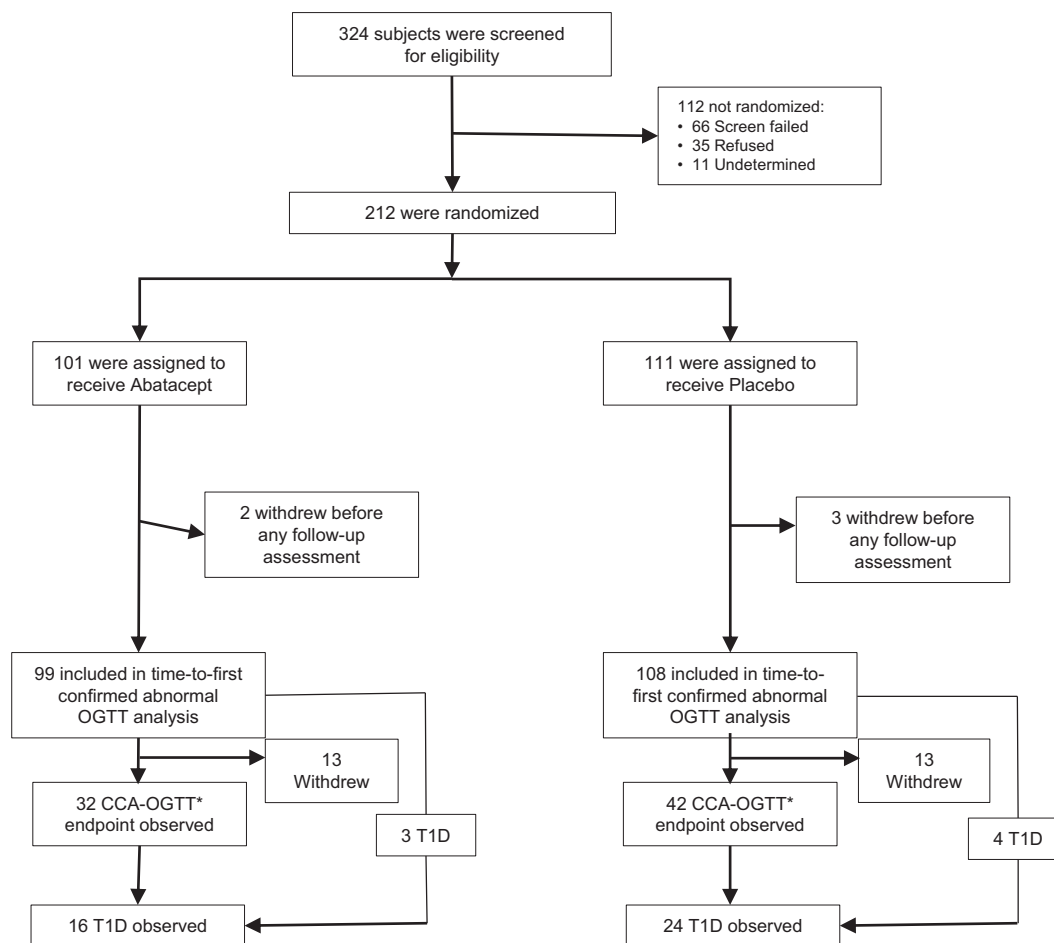 324 subjects were screened
for eligibility
112 not randomized:
• 66 Screen failed
• 35 Refused
• 11 Undetermined
212 were randomized
101 were assigned to
receive Abatacept
111 were assigned to
receive Placebo
2 withdrew before
any follow-up
assessment
3 withdrew before
any follow-up
assessment
99 included in time-to-first
confirmed abnormal
OGTT analysis
108 included in time-to-
first confirmed abnormal
OGTT analysis
13
Withdrew
13
Withdrew
32 CCA-OGTT*
endpoint observed
42 CCA-OGTT*
endpoint observed
3 T1D
4 T1D
16 T1D observed
24 T1D observed